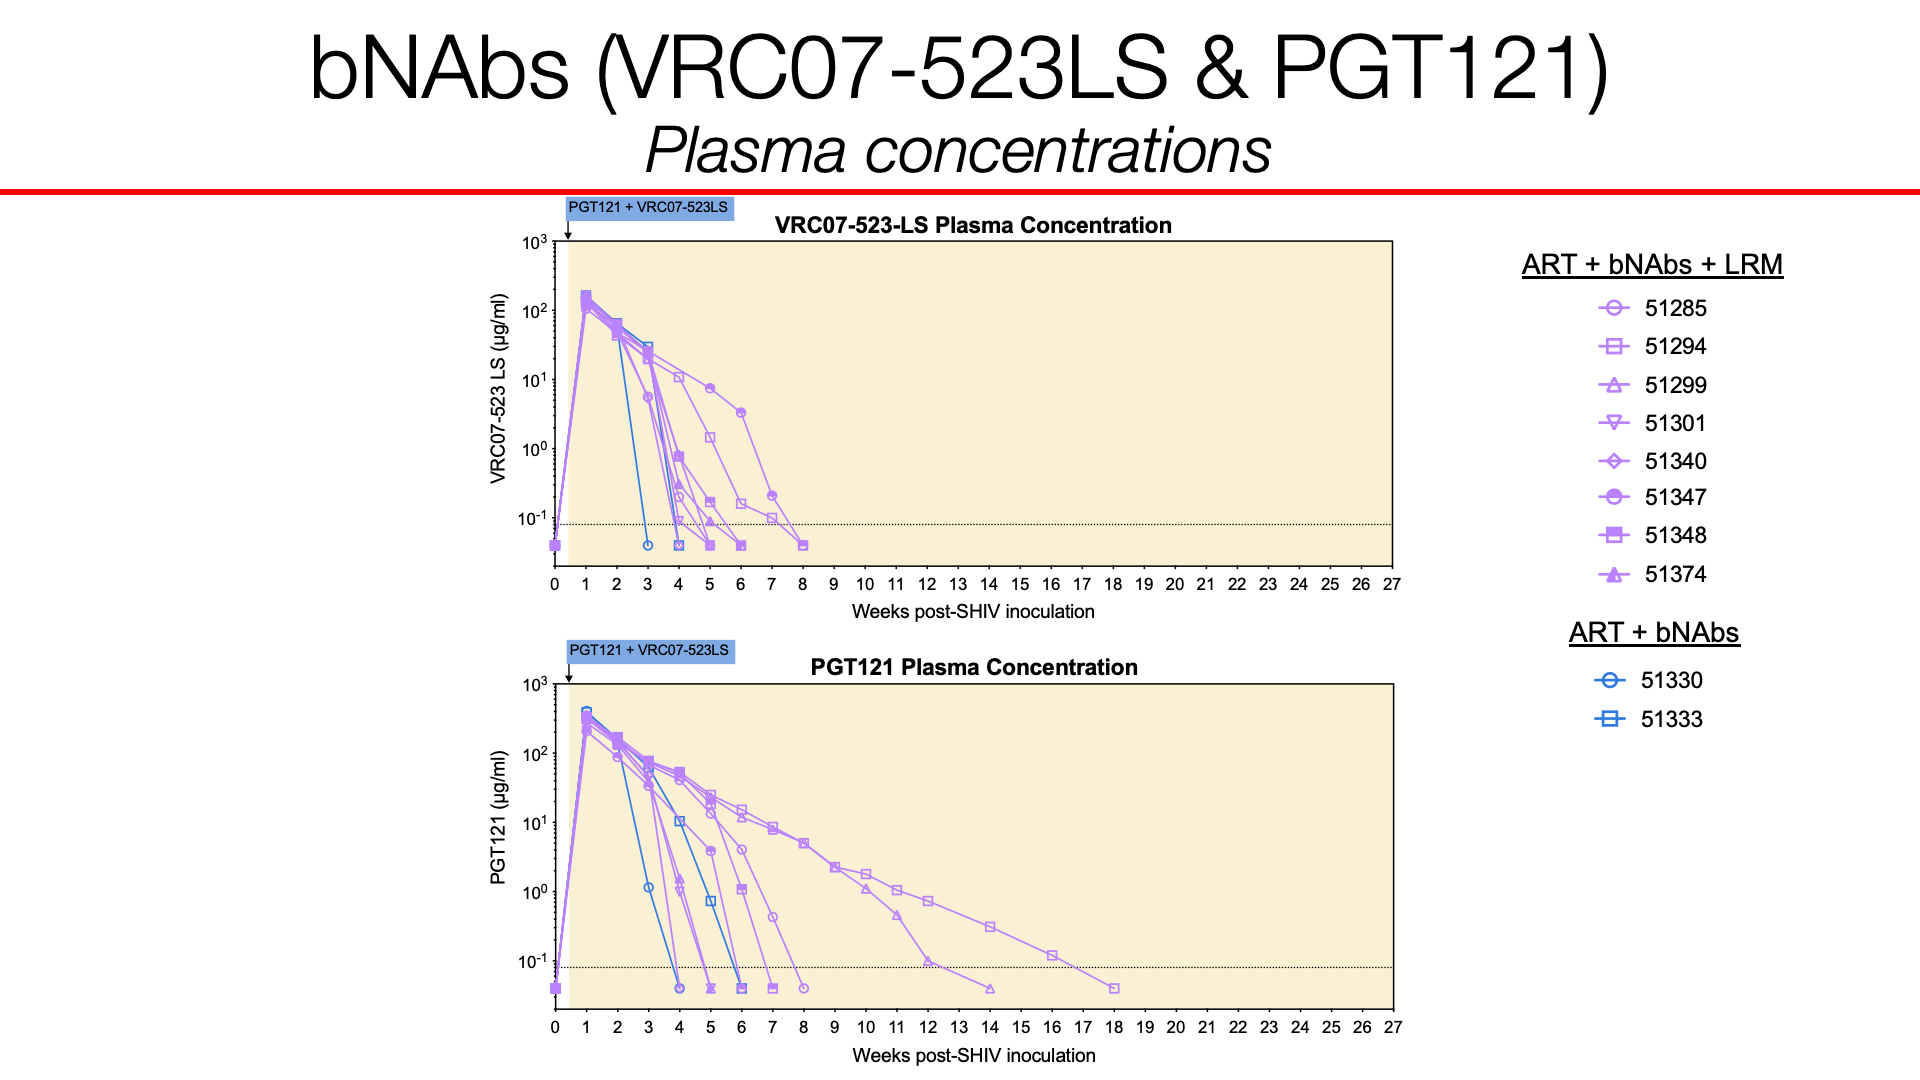 bNAbs (VRC07-523LS & PGT121)
Plasma concentrations
PGT121 + VRC07-523LS
VRC07-523-LS Plasma Concentration
VRC07-523 LS (µg/ml)
10³
10²
10¹
10⁰
10⁻¹
0 1 2 3 4 5 6 7 8 9 10 11 12 13 14 15 16 17 18 19 20 21 22 23 24 25 26 27
Weeks post-SHIV inoculation
PGT121 + VRC07-523LS
PGT121 Plasma Concentration
PGT121 (µg/ml)
10³
10²
10¹
10⁰
10⁻¹
0 1 2 3 4 5 6 7 8 9 10 11 12 13 14 15 16 17 18 19 20 21 22 23 24 25 26 27
Weeks post-SHIV inoculation
ART + bNAbs + LRM
51285
51294
51299
51301
51340
51347
51348
51374
ART + bNAbs
51330
51333